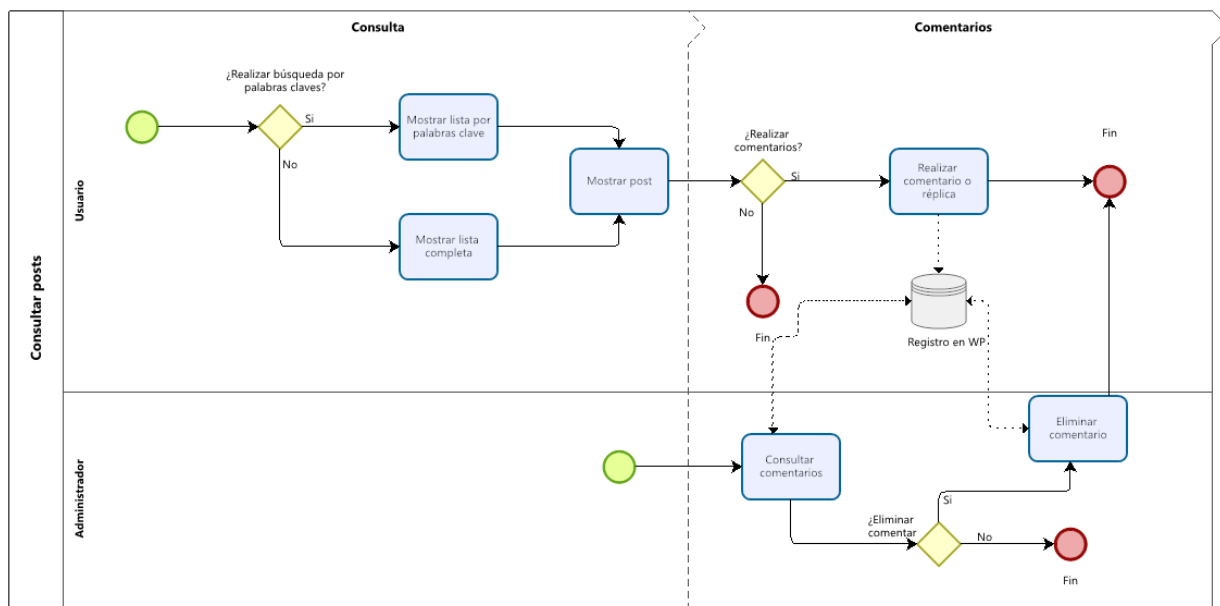 Consulta
Comentarios
Consultar posts
Usuario
¿Realizar búsqueda por
palabras claves?
Si
No
Mostrar lista por
palabras clave
Mostrar lista
completa
Mostrar post
¿Realizar
comentarios?
Si
No
Fin
Realizar
comentario o
réplica
Fin
Registro en WP
Administrador
Consultar
comentarios
¿Eliminar
comentar
Si
No
Eliminar
comentario
Fin